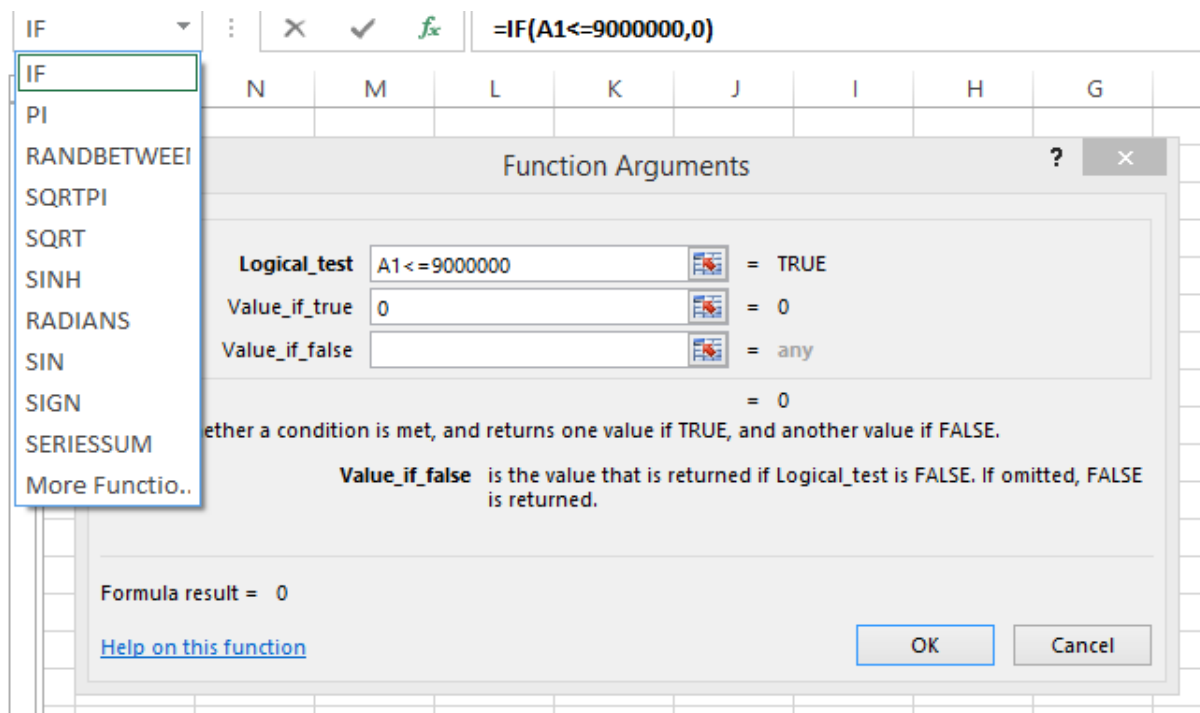 IF
=IF(A1<=9000000,0)
IF
PI
RANDBETWEEN
SQRTPI
SQRT
SINH
RADIANS
SIN
SIGN
SERIESSUM
More Functio..
N M L K J I H G
Function Arguments ?
Logical_test A1<=9000000 = TRUE
Value_if_true 0 = 0
Value_if_false = any
= 0
ether a condition is met, and returns one value if TRUE, and another value if FALSE.
Value_if_false is the value that is returned if Logical_test is FALSE. If omitted, FALSE
is returned.
Formula result = 0
Help on this function
OK Cancel